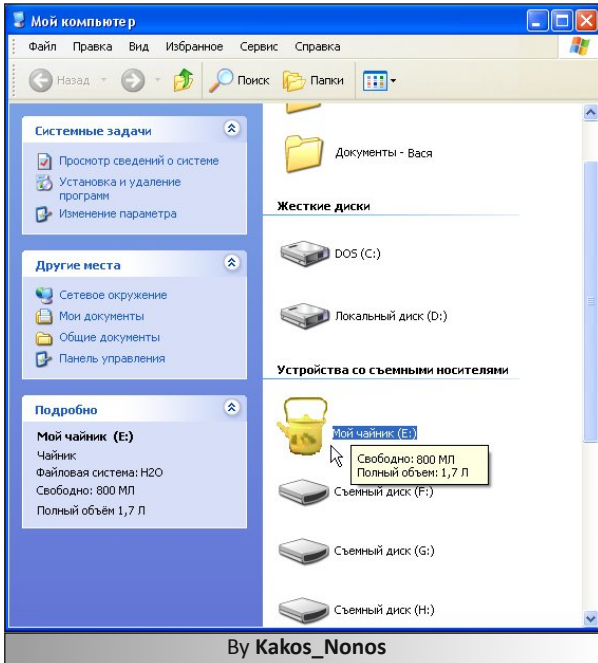 Мой компьютер
Файл Правка Вид Избранное Сервис Справка
Назад Поиск Папки
Системные задачи
Просмотр сведений о системе
Установка и удаление
программ
Изменение параметра
Другие места
Сетевое окружение
Мои документы
Общие документы
Панель управления
Подробно
Мой чайник (E:)
Чайник
Файловая система: H2O
Свободно: 800 МЛ
Полный объём 1,7 Л
Документы - Вася
Жесткие диски
DOS (C:)
Локальный диск (D:)
Устройства со съемными носителями
Мой чайник (E:)
Свободно: 800 МЛ
Полный объем: 1,7 Л
Съемный диск (F:)
Съемный диск (G:)
Съемный диск (H:)
By Kakos_Nonos